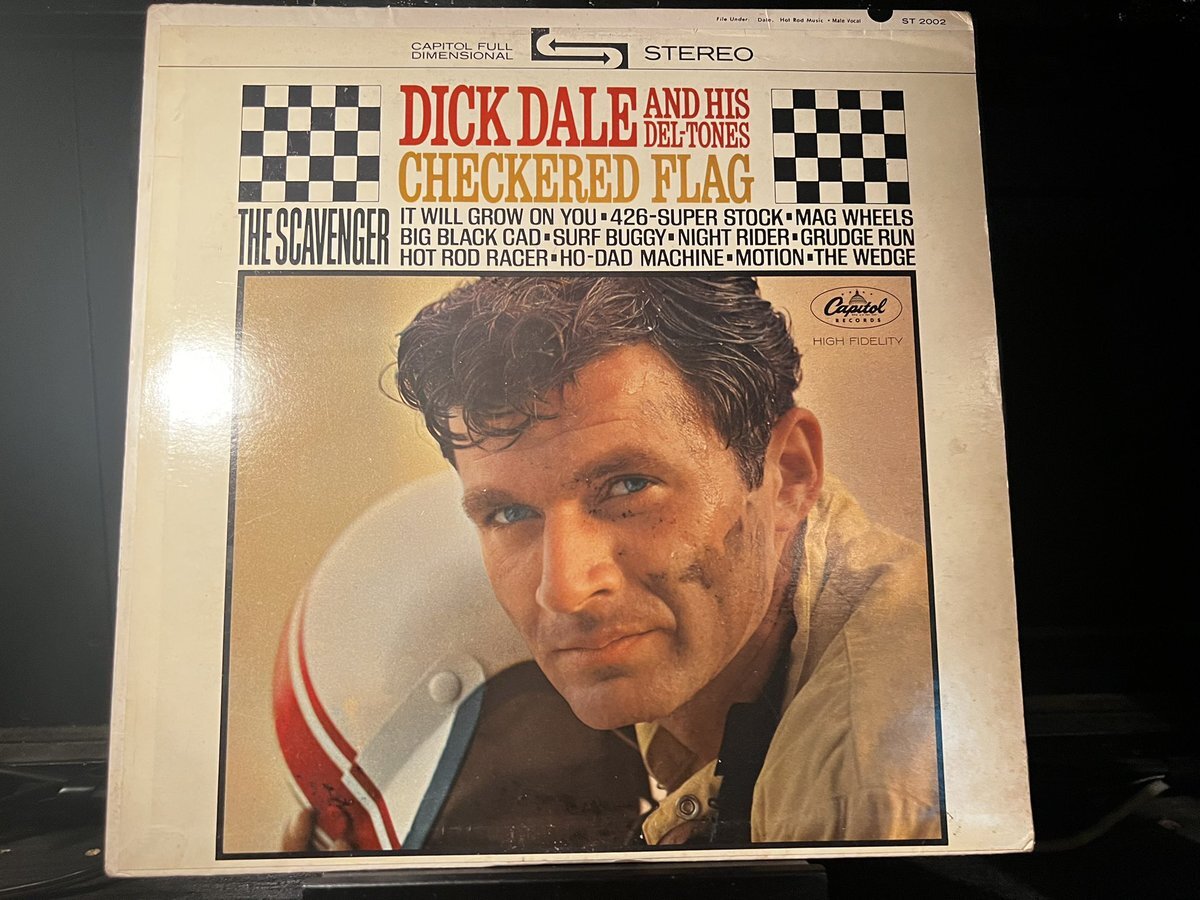 File Under: Dale, Hot Rod Music • Male Vocal ST 2002
CAPITOL FULL
DIMENSIONAL
STEREO
DICK DALE AND HIS
DEL-TONES
CHECKERED FLAG
THE SCAVENGER
IT WILL GROW ON YOU▪426-SUPER STOCK▪MAG WHEELS
BIG BLACK CAD▪SURF BUGGY▪NIGHT RIDER▪GRUDGE RUN
HOT ROD RACER▪HO-DAD MACHINE▪MOTION▪THE WEDGE
Capitol
RECORDS
HIGH FIDELITY